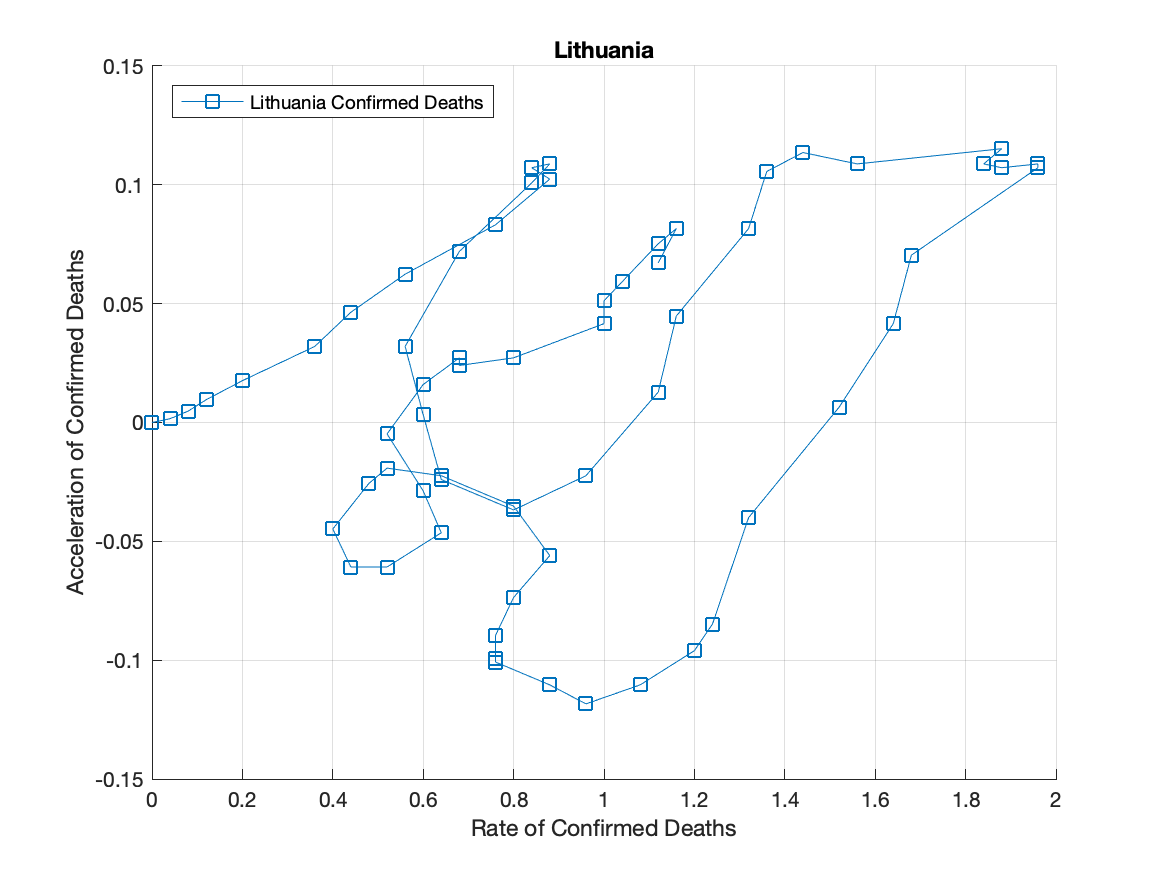 Lithuania
Lithuania Confirmed Deaths
0.15
0.1
0.05
0
-0.05
-0.1
-0.15
Acceleration of Confirmed Deaths
0 0.2 0.4 0.6 0.8 1 1.2 1.4 1.6 1.8 2
Rate of Confirmed Deaths